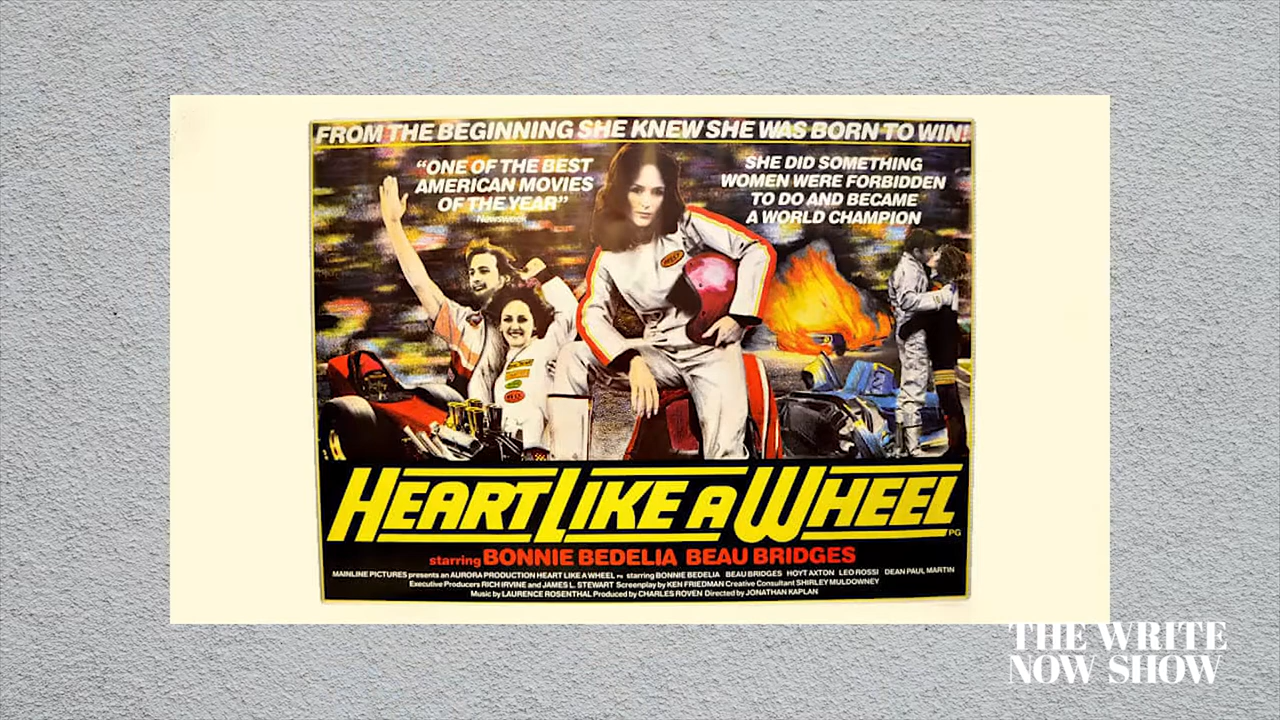 FROM THE BEGINNING SHE KNEW SHE WAS BORN TO WIN!
“ONE OF THE BEST
AMERICAN MOVIES
OF THE YEAR”
Newsweek
SHE DID SOMETHING
WOMEN WERE FORBIDDEN
TO DO AND BECAME
A WORLD CHAMPION
HEART LIKE A WHEEL
PG
starring BONNIE BEDELIA BEAU BRIDGES
MAINLINE PICTURES presents an AURORA PRODUCTION HEART LIKE A WHEEL PG starring BONNIE BEDELIA BEAU BRIDGES HOYT AXTON LEO ROSSI DEAN PAUL MARTIN
Executive Producers RICH IRVINE and JAMES L. STEWART Screenplay by KEN FRIEDMAN Creative Consultant SHIRLEY MULDOWNEY
Music by LAURENCE ROSENTHAL Produced by CHARLES ROVEN Directed by JONATHAN KAPLAN
THE WRITE
NOW SHOW